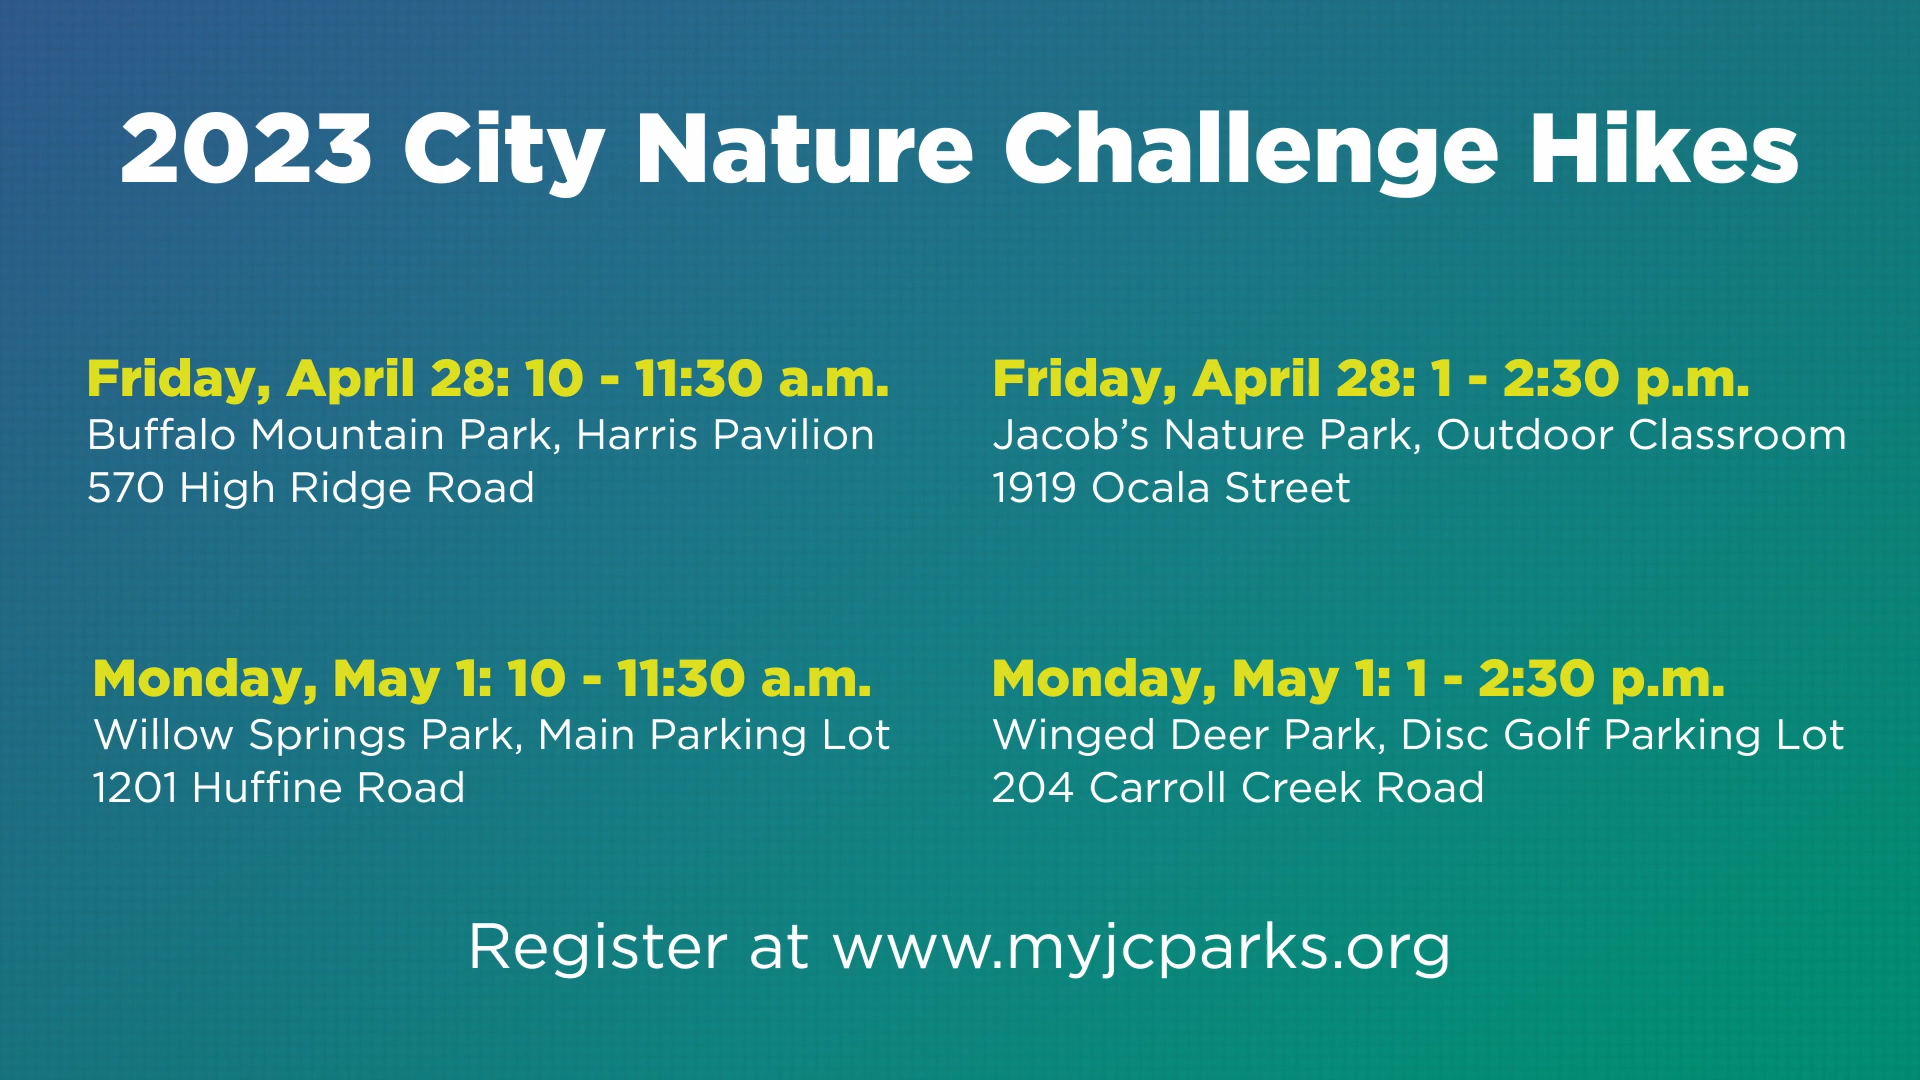 2023 City Nature Challenge Hikes
Friday, April 28: 10 - 11:30 a.m.
Buffalo Mountain Park, Harris Pavilion
570 High Ridge Road
Friday, April 28: 1 - 2:30 p.m.
Jacob’s Nature Park, Outdoor Classroom
1919 Ocala Street
Monday, May 1: 10 - 11:30 a.m.
Willow Springs Park, Main Parking Lot
1201 Huffine Road
Monday, May 1: 1 - 2:30 p.m.
Winged Deer Park, Disc Golf Parking Lot
204 Carroll Creek Road
Register at www.myjcparks.org